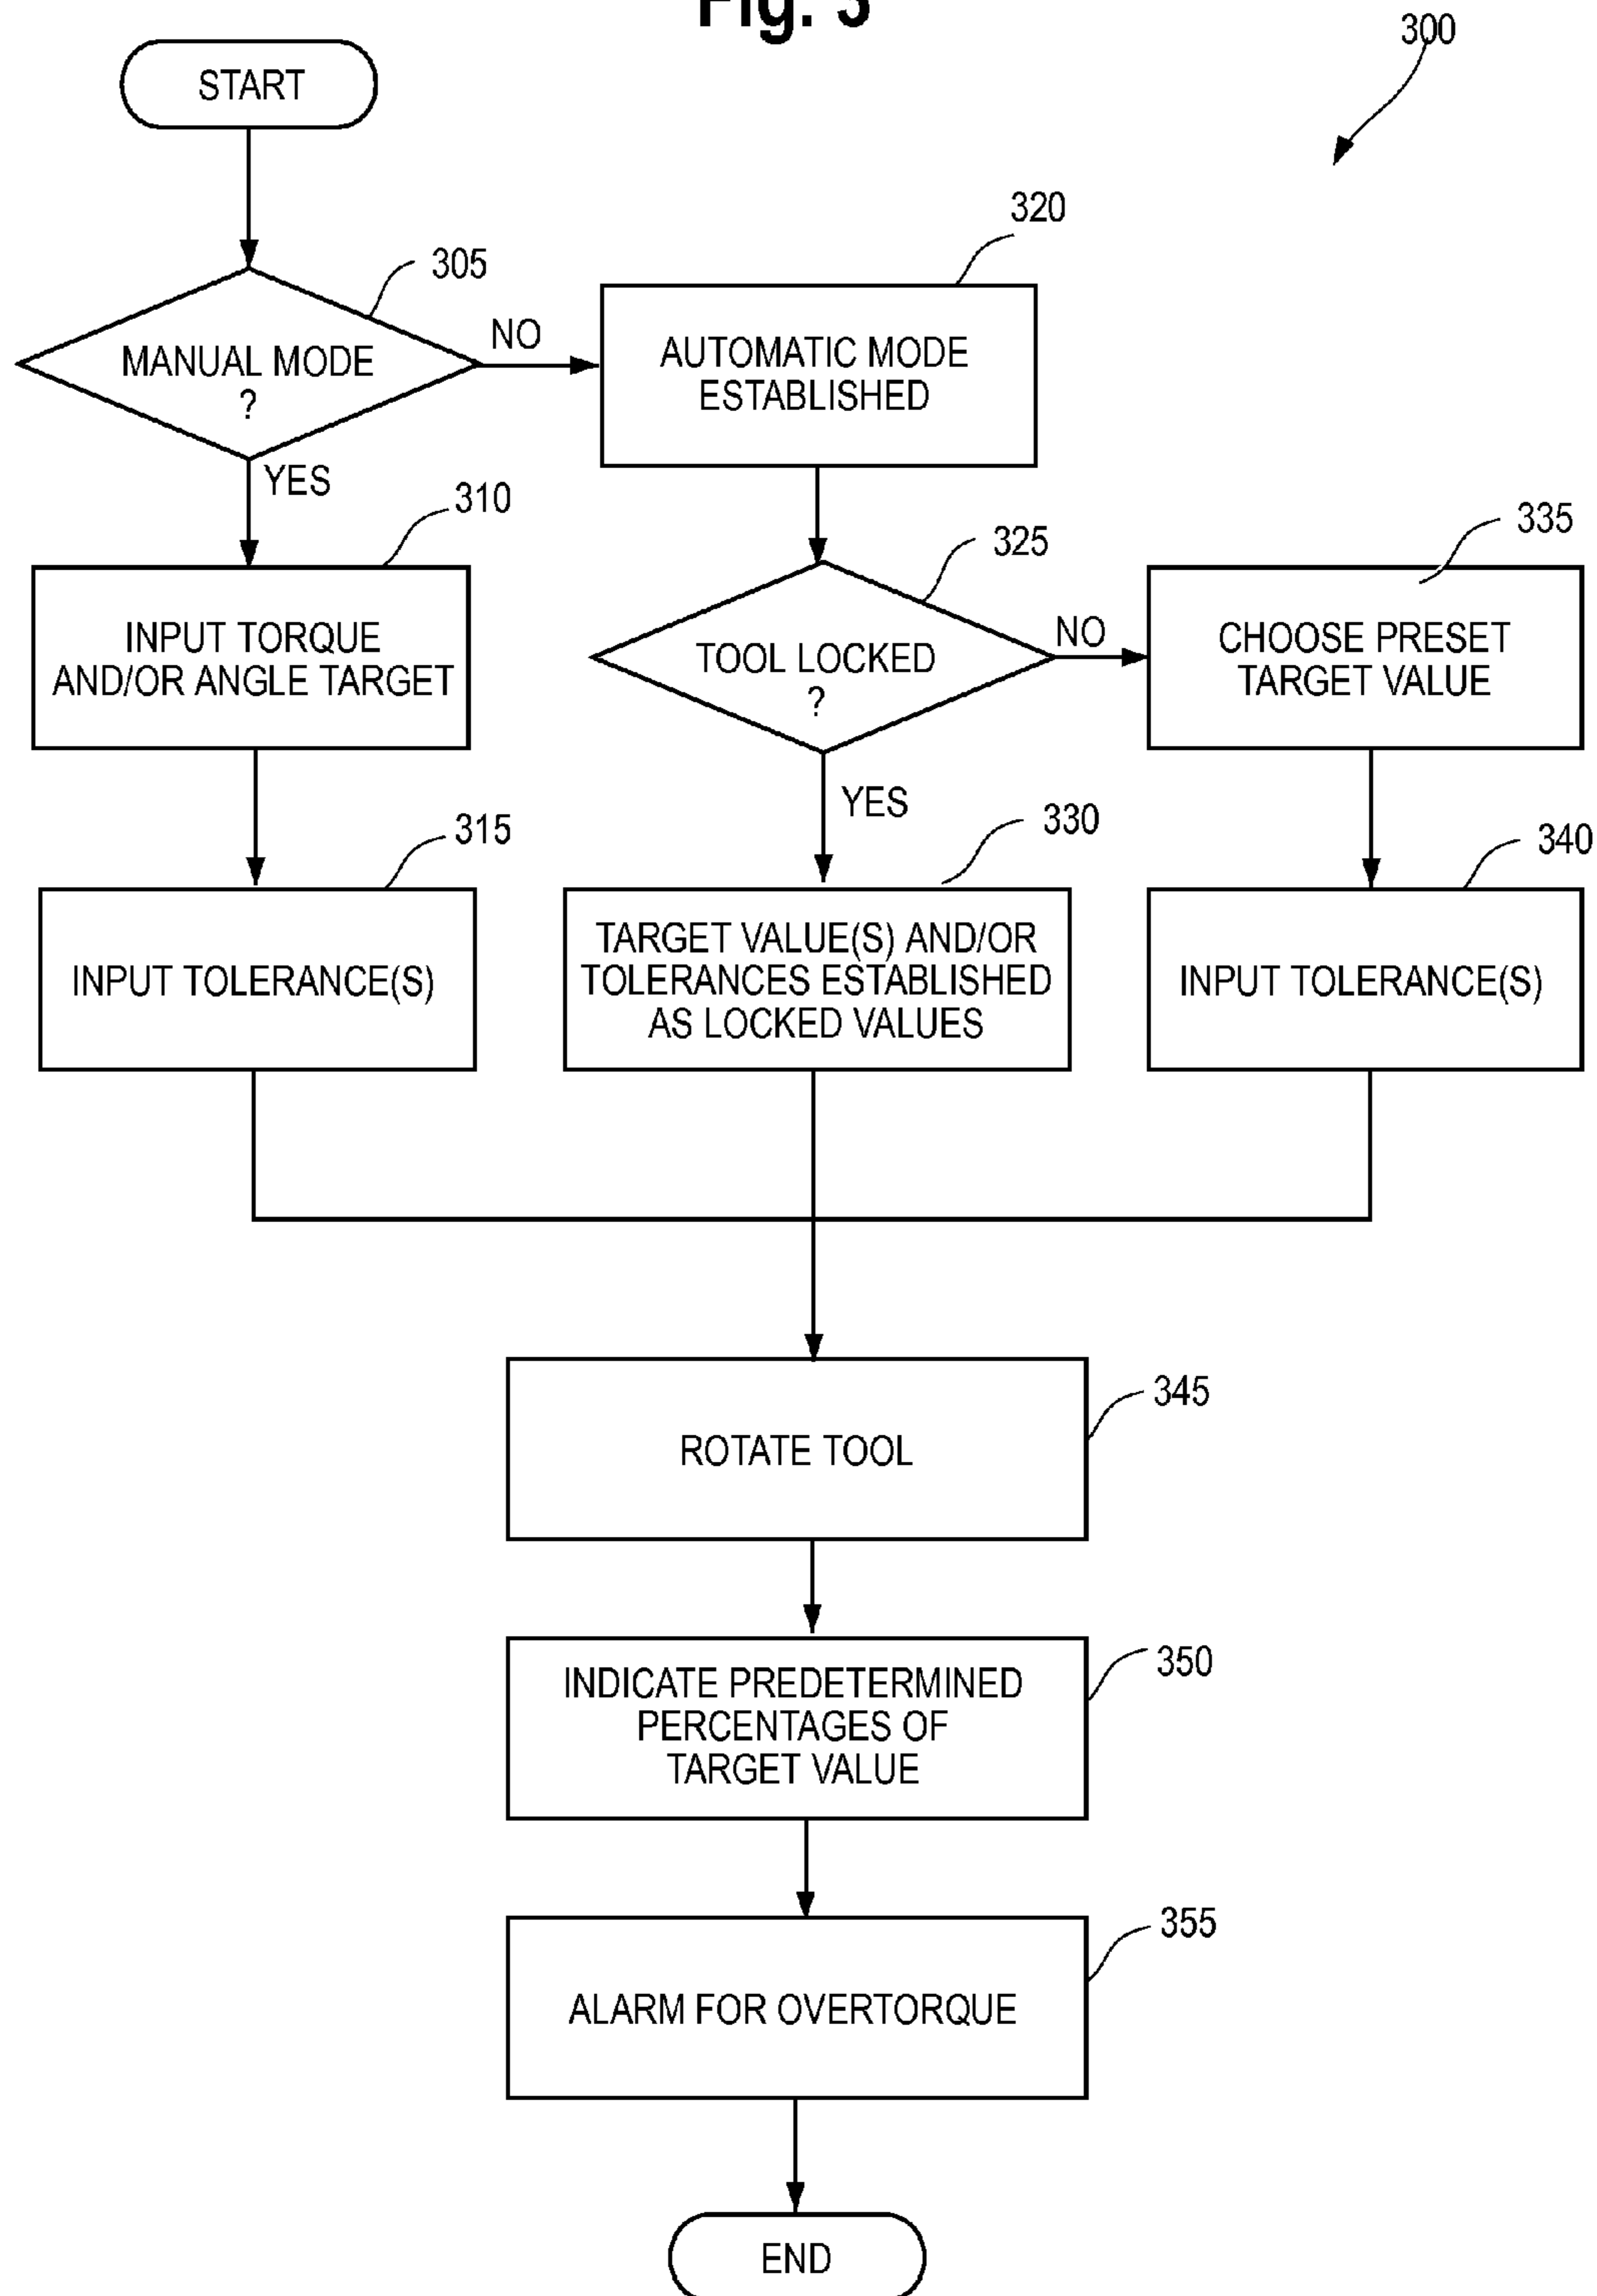 Fig. 3
300
START
305
MANUAL MODE
?
NO
YES
320
AUTOMATIC MODE
ESTABLISHED
310
INPUT TORQUE
AND/OR ANGLE TARGET
325
TOOL LOCKED
?
NO
YES
335
CHOOSE PRESET
TARGET VALUE
315
INPUT TOLERANCE(S)
330
TARGET VALUE(S) AND/OR
TOLERANCES ESTABLISHED
AS LOCKED VALUES
340
INPUT TOLERANCE(S)
345
ROTATE TOOL
350
INDICATE PREDETERMINED
PERCENTAGES OF
TARGET VALUE
355
ALARM FOR OVERTORQUE
END